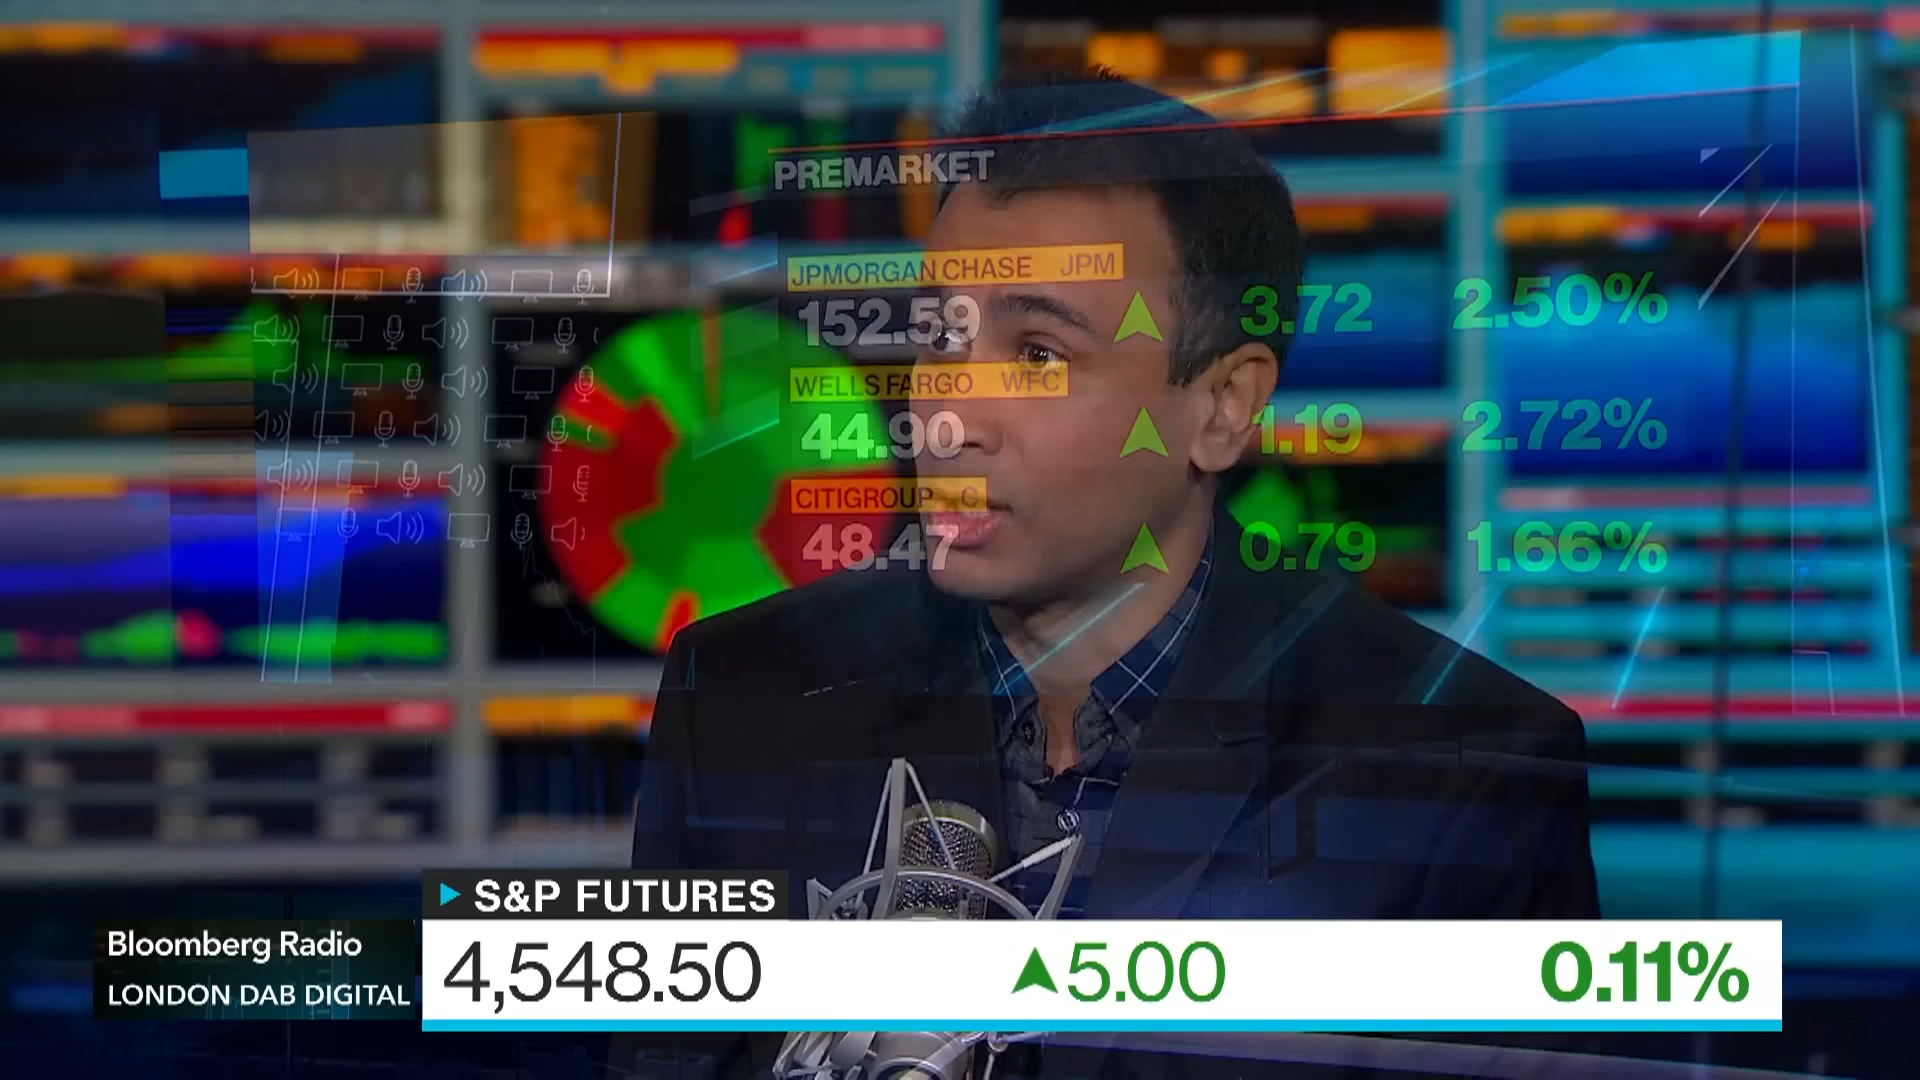 PREMARKET
JPMORGAN CHASE JPM
152.59 3.72 2.50%
WELLS FARGO WFC
44.90 1.19 2.72%
CITIGROUP C
48.47 0.79 1.66%
S&P FUTURES
Bloomberg Radio
LONDON DAB DIGITAL
4,548.50 5.00 0.11%